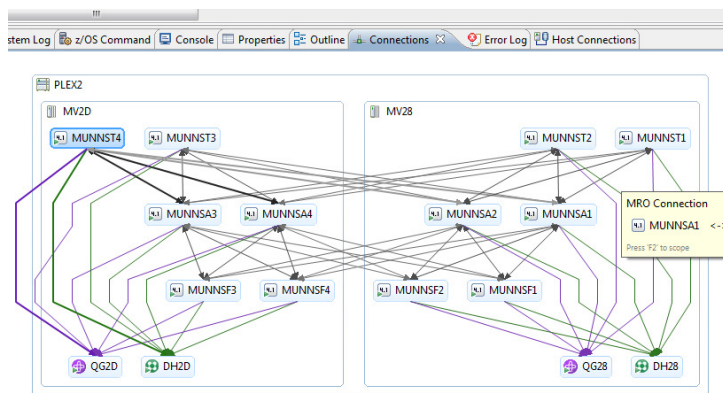 stem Log z/OS Command Console Properties Outline Connections Error Log Host Connections
PLEX2
MV2D MV28
MUNNST4 MUNNST3 MUNNST2 MUNNST1
MUNNSA3 MUNNSA4 MUNNSA2 MUNNSA1
MRO Connection
MUNNSA1 <->
Press 'F2' to scope
MUNNSF3 MUNNSF4 MUNNSF2 MUNNSF1
QG2D DH2D QG28 DH28